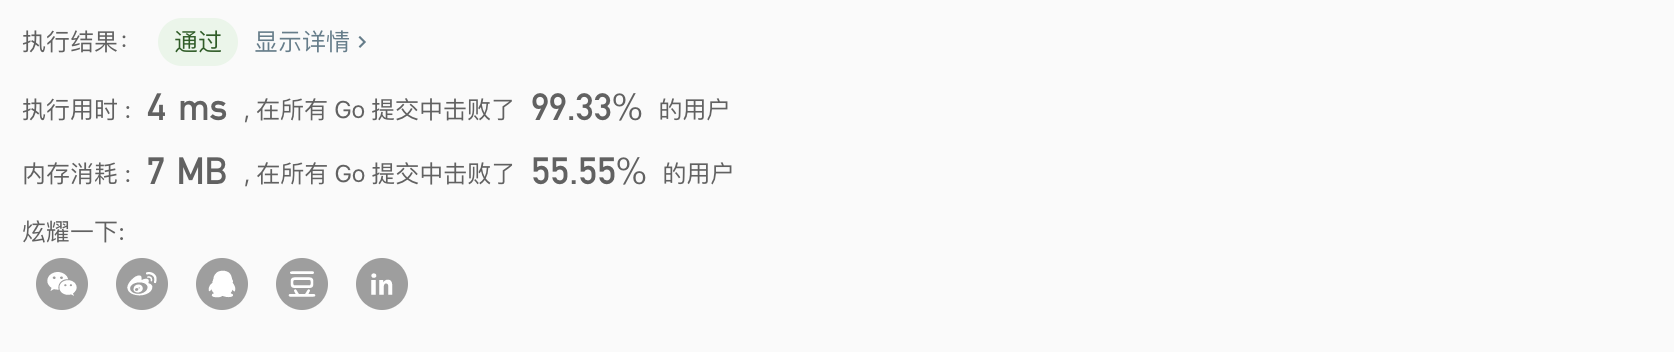 执行结果： 通过 显示详情 ›
执行用时 : 4 ms , 在所有 Go 提交中击败了 99.33% 的用户
内存消耗 : 7 MB , 在所有 Go 提交中击败了 55.55% 的用户
炫耀一下:
豆 in